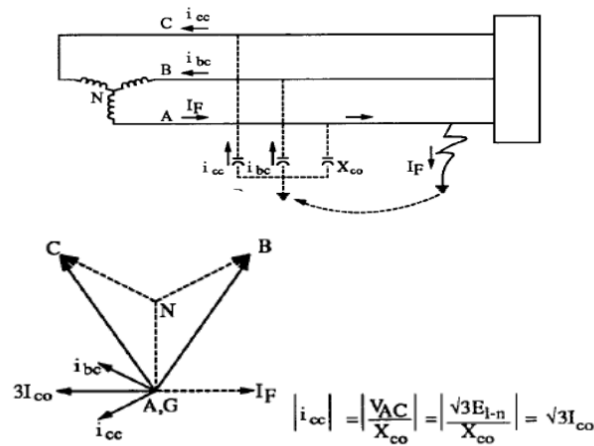 C i cc
B i bc
N
A I F
i cc i bc X co I F
C B
N
i bc
3I co A,G I F
i cc
|i cc| = |V AC / X co| = |√3E l-n / X co| = √3I co